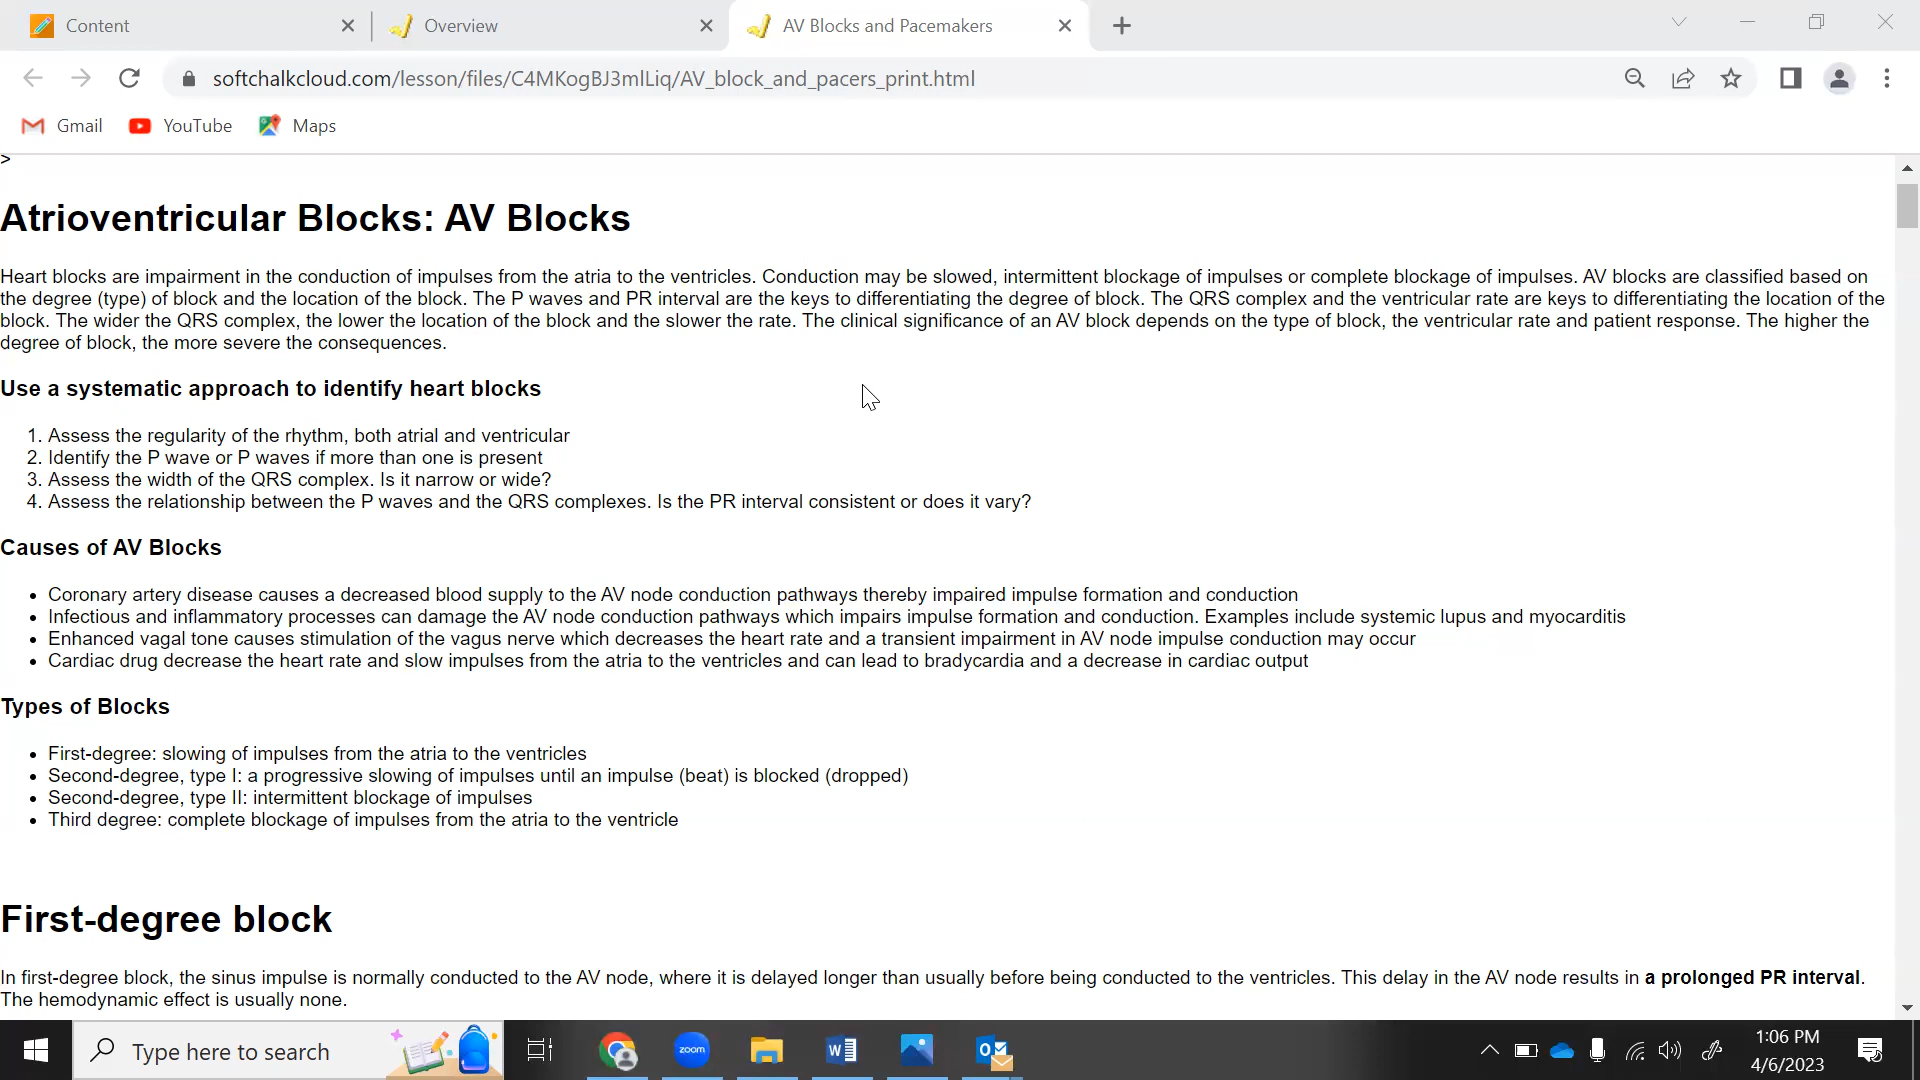 Content
Overview
AV Blocks and Pacemakers
softchalkcloud.com/lesson/files/C4MKogBJ3mlLiq/AV_block_and_pacers_print.html
Gmail
YouTube
Maps
>
Atrioventricular Blocks: AV Blocks
Heart blocks are impairment in the conduction of impulses from the atria to the ventricles. Conduction may be slowed, intermittent blockage of impulses or complete blockage of impulses. AV blocks are classified based on
the degree (type) of block and the location of the block. The P waves and PR interval are the keys to differentiating the degree of block. The QRS complex and the ventricular rate are keys to differentiating the location of the
block. The wider the QRS complex, the lower the location of the block and the slower the rate. The clinical significance of an AV block depends on the type of block, the ventricular rate and patient response. The higher the
degree of block, the more severe the consequences.
Use a systematic approach to identify heart blocks
1. Assess the regularity of the rhythm, both atrial and ventricular
2. Identify the P wave or P waves if more than one is present
3. Assess the width of the QRS complex. Is it narrow or wide?
4. Assess the relationship between the P waves and the QRS complexes. Is the PR interval consistent or does it vary?
Causes of AV Blocks
• Coronary artery disease causes a decreased blood supply to the AV node conduction pathways thereby impaired impulse formation and conduction
• Infectious and inflammatory processes can damage the AV node conduction pathways which impairs impulse formation and conduction. Examples include systemic lupus and myocarditis
• Enhanced vagal tone causes stimulation of the vagus nerve which decreases the heart rate and a transient impairment in AV node impulse conduction may occur
• Cardiac drug decrease the heart rate and slow impulses from the atria to the ventricles and can lead to bradycardia and a decrease in cardiac output
Types of Blocks
• First-degree: slowing of impulses from the atria to the ventricles
• Second-degree, type I: a progressive slowing of impulses until an impulse (beat) is blocked (dropped)
• Second-degree, type II: intermittent blockage of impulses
• Third degree: complete blockage of impulses from the atria to the ventricle
First-degree block
In first-degree block, the sinus impulse is normally conducted to the AV node, where it is delayed longer than usually before being conducted to the ventricles. This delay in the AV node results in a prolonged PR interval.
The hemodynamic effect is usually none.
Type here to search
zoom
W
O
1:06 PM
4/6/2023